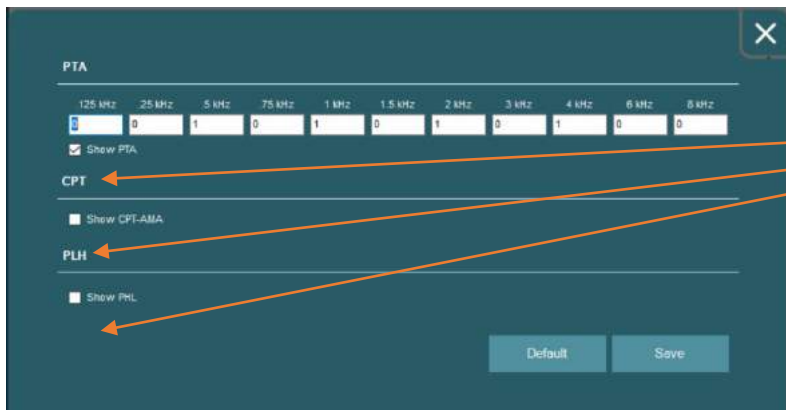 PTA
.125 kHz .25 kHz .5 kHz .75 kHz 1 kHz 1.5 kHz 2 kHz 3 kHz 4 kHz 6 kHz 8 kHz
0 0 1 0 1 0 1 0 1 0 0
Show PTA
CPT
Show CPT-AMA
PLH
Show PHL
Default Save